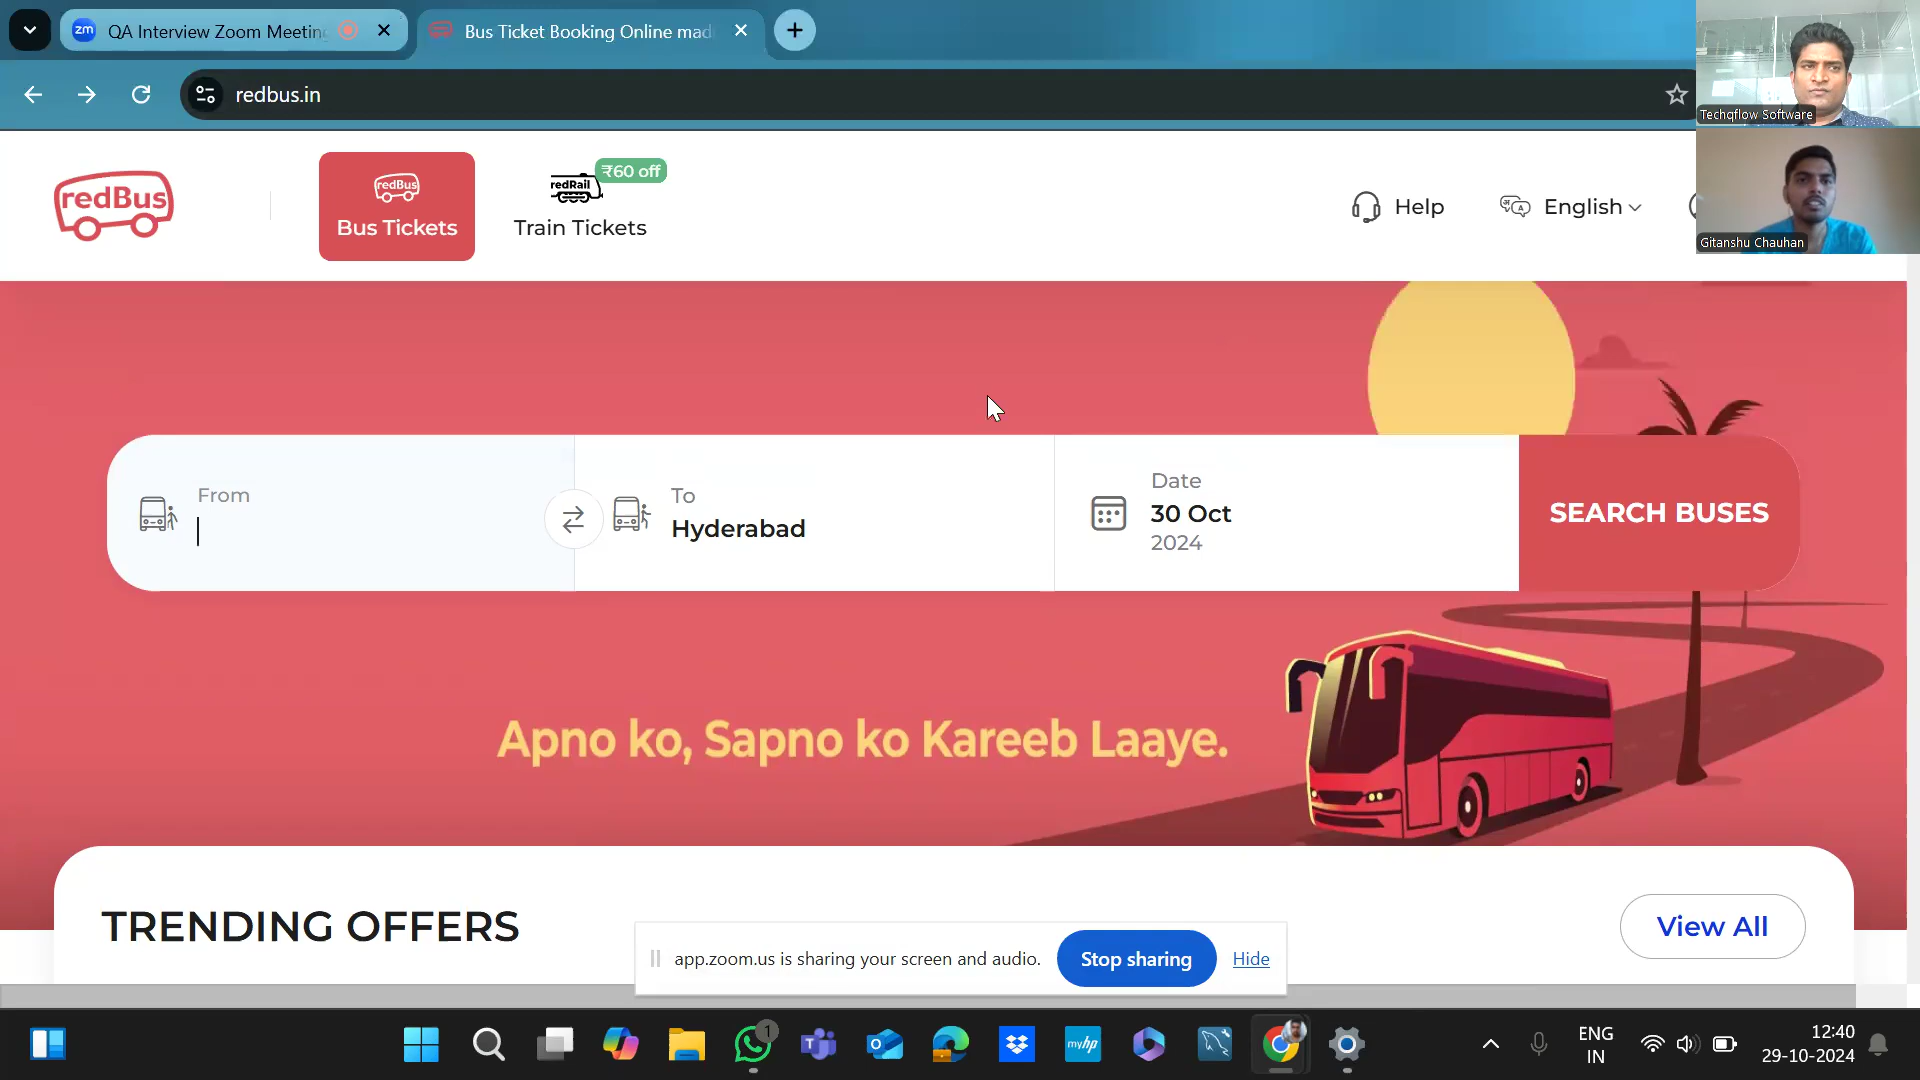 zm
QA Interview Zoom Meeting
Bus Ticket Booking Online mad
redbus.in
Techqflow Software
Gitanshu Chauhan
redBus
redBus
Bus Tickets
redRail
₹60 off
Train Tickets
Help
English
From
To
Hyderabad
Date
30 Oct
2024
SEARCH BUSES
Apno ko, Sapno ko Kareeb Laaye.
TRENDING OFFERS
View All
app.zoom.us is sharing your screen and audio.
Stop sharing
Hide
1
myhp
ENG
IN
12:40
29-10-2024